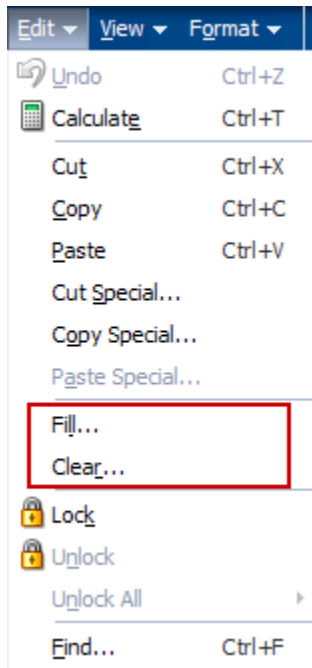 Edit View Format
Undo Ctrl+Z
Calculate Ctrl+T
Cut Ctrl+X
Copy Ctrl+C
Paste Ctrl+V
Cut Special...
Copy Special...
Paste Special...
Fill...
Clear...
Lock
Unlock
Unlock All
Find... Ctrl+F